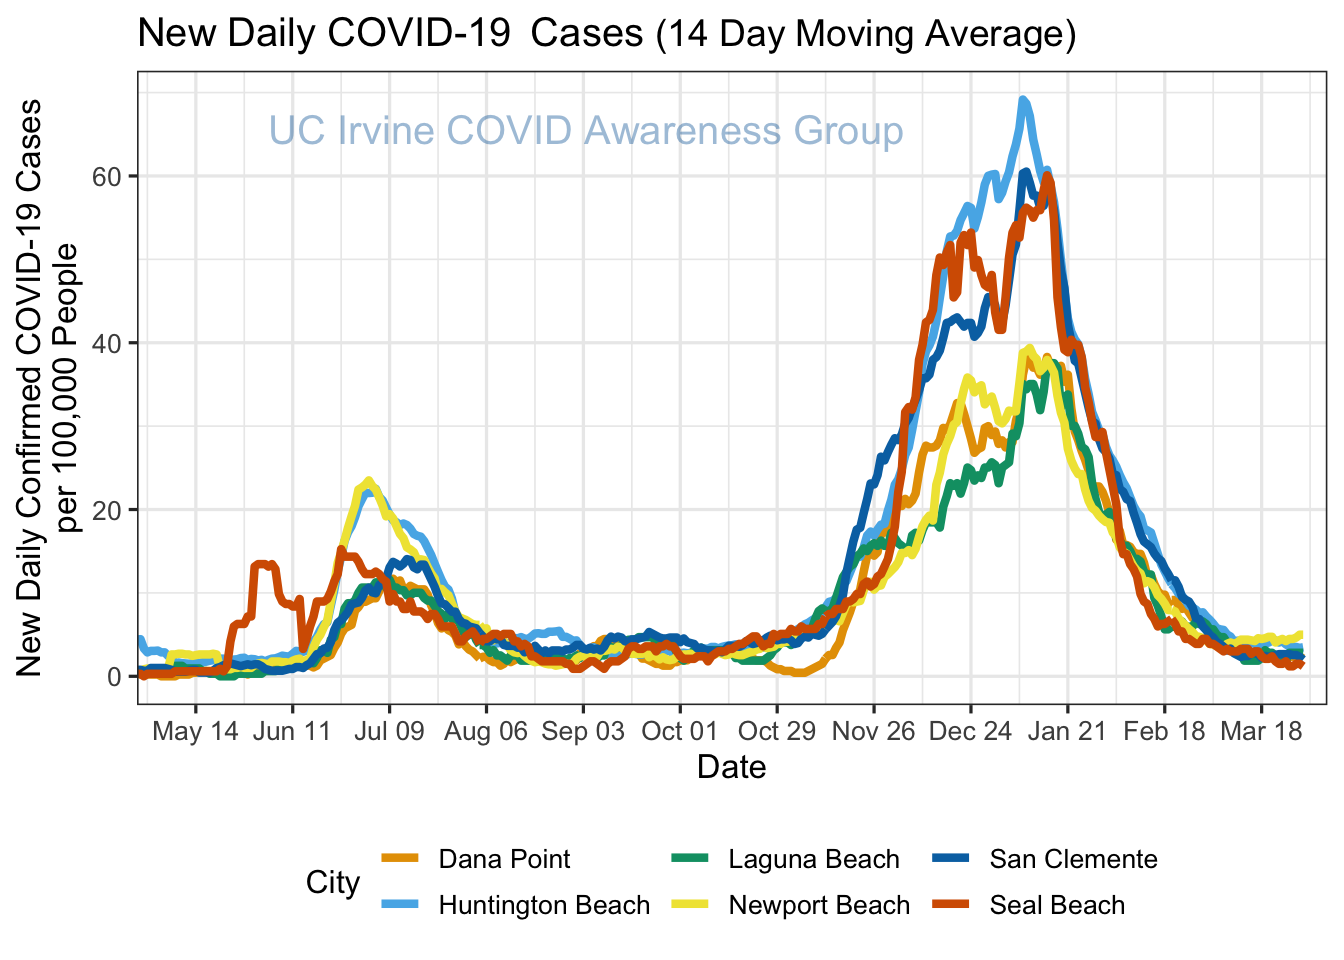 New Daily COVID-19 Cases (14 Day Moving Average)
UC Irvine COVID Awareness Group
New Daily Confirmed COVID-19 Cases
per 100,000 People
60
40
20
0
May 14 Jun 11 Jul 09 Aug 06 Sep 03 Oct 01 Oct 29 Nov 26 Dec 24 Jan 21 Feb 18 Mar 18
Date
City
Dana Point Laguna Beach San Clemente
Huntington Beach Newport Beach Seal Beach